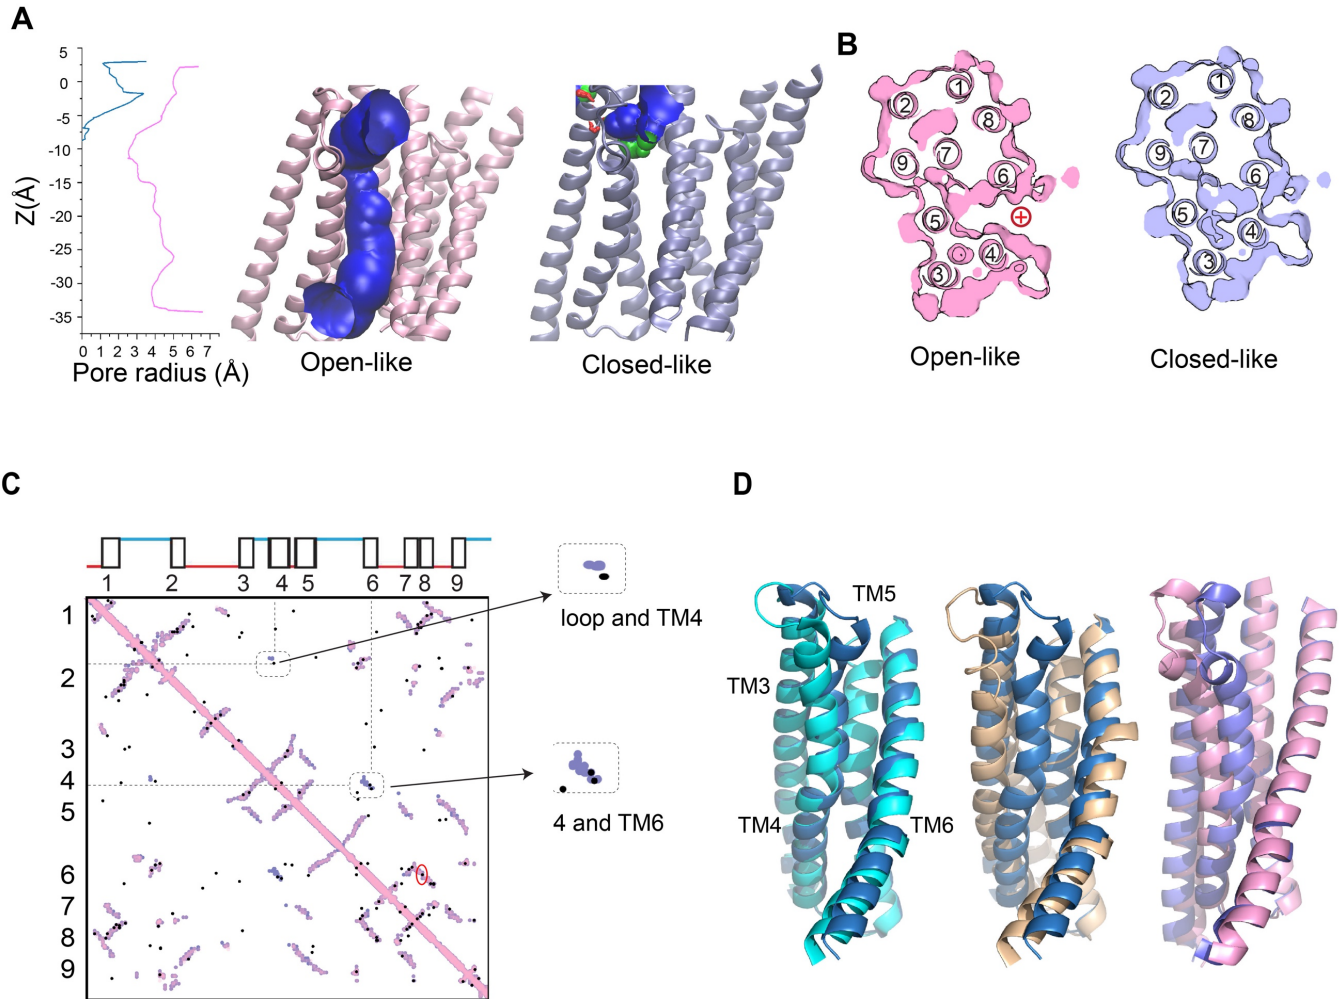 A
5
0
-5
-10
-15
-20
-25
-30
-35
Z(Å)
0 1 2 3 4 5 6 7
Pore radius (Å)
Open-like
Closed-like
B
1
2
8
9
7
6
5
4
3
Open-like
1
2
8
9
7
6
5
4
3
Closed-like
C
1 2 3 4 5 6 7 8 9
1
2
3
4
5
6
7
8
9
loop and TM4
4 and TM6
D
TM5
TM3
TM4
TM6